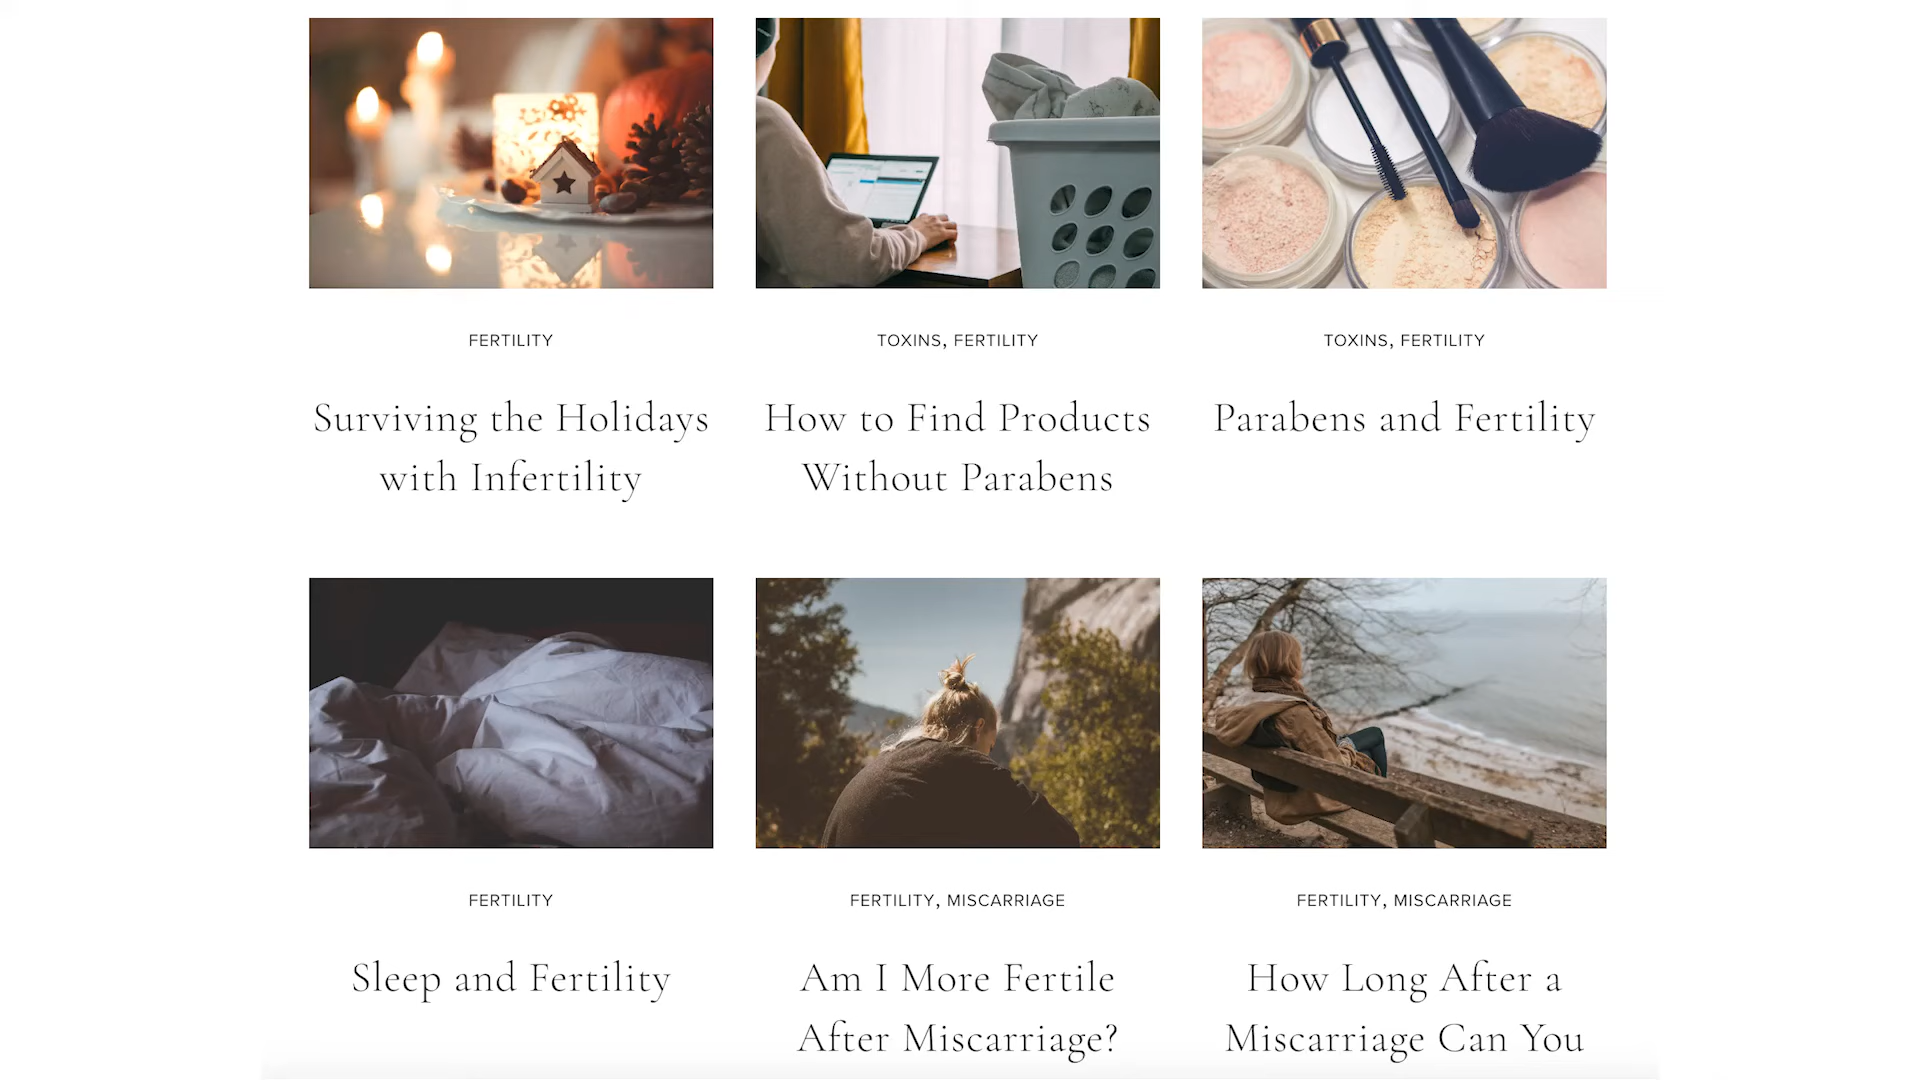 FERTILITY
Surviving the Holidays
with Infertility
TOXINS, FERTILITY
How to Find Products
Without Parabens
TOXINS, FERTILITY
Parabens and Fertility
FERTILITY
Sleep and Fertility
FERTILITY, MISCARRIAGE
Am I More Fertile
After Miscarriage?
FERTILITY, MISCARRIAGE
How Long After a
Miscarriage Can You